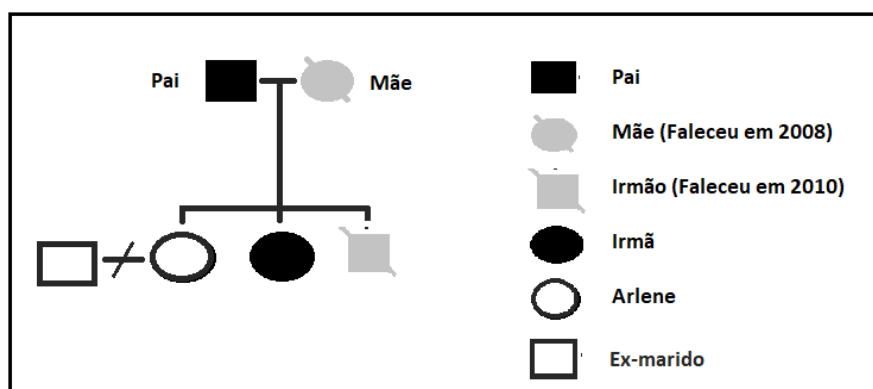 Pai
Mãe
Pai
Mãe (Faleceu em 2008)
Irmão (Faleceu em 2010)
Irmã
Arlene
Ex-marido